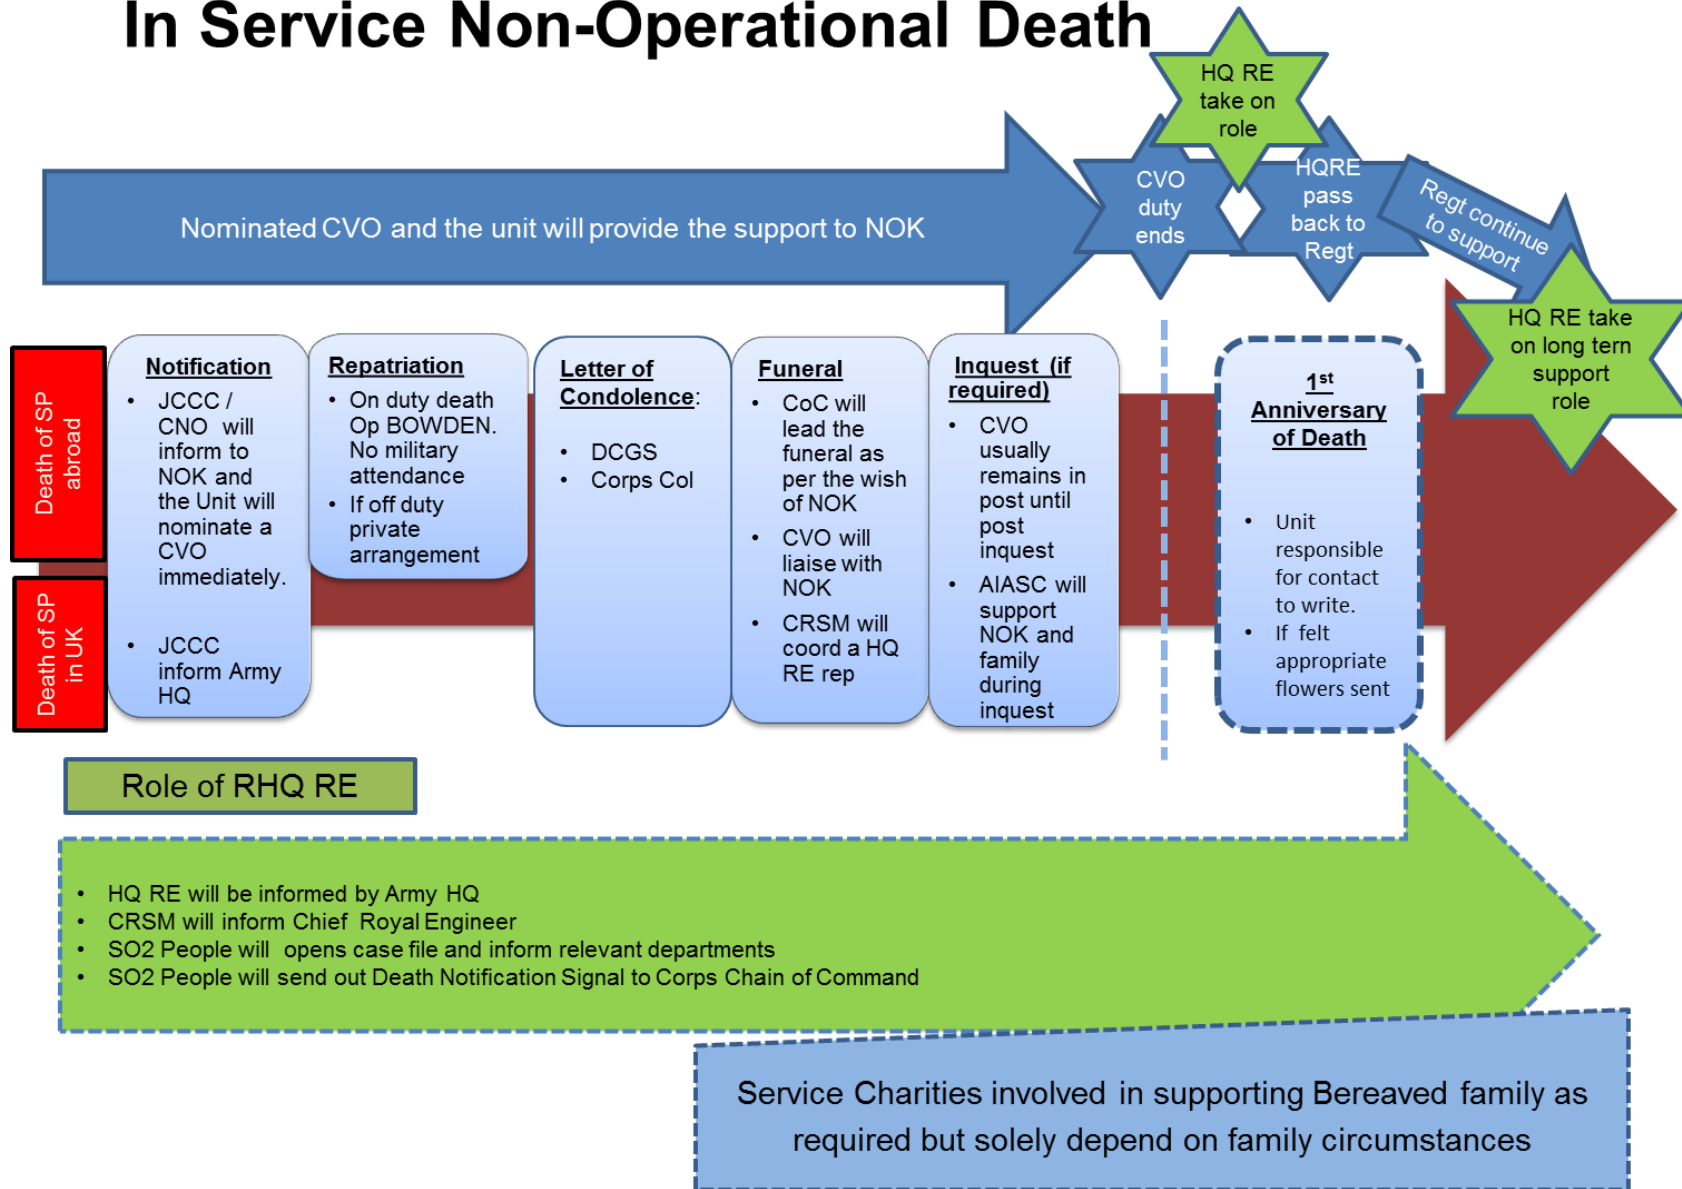 In Service Non-Operational Death
HQ RE
take on
role
Nominated CVO and the unit will provide the support to NOK
CVO
duty
ends
HQRE
pass
back to
Regt
Regt continue
to support
HQ RE take
on long tern
support
role
Death of SP
abroad
Death of SP
in UK
Notification
• JCCC /
CNO will
inform to
NOK and
the Unit will
nominate a
CVO
immediately.
• JCCC
inform Army
HQ
Repatriation
• On duty death
Op BOWDEN.
No military
attendance
• If off duty
private
arrangement
Letter of
Condolence:
• DCGS
• Corps Col
Funeral
• CoC will
lead the
funeral as
per the wish
of NOK
• CVO will
liaise with
NOK
• CRSM will
coord a HQ
RE rep
Inquest (if
required)
• CVO
usually
remains in
post until
post
inquest
• AIASC will
support
NOK and
family
during
inquest
1st
Anniversary
of Death
• Unit
responsible
for contact
to write.
• If felt
appropriate
flowers sent
Role of RHQ RE
• HQ RE will be informed by Army HQ
• CRSM will inform Chief Royal Engineer
• SO2 People will opens case file and inform relevant departments
• SO2 People will send out Death Notification Signal to Corps Chain of Command
Service Charities involved in supporting Bereaved family as
required but solely depend on family circumstances